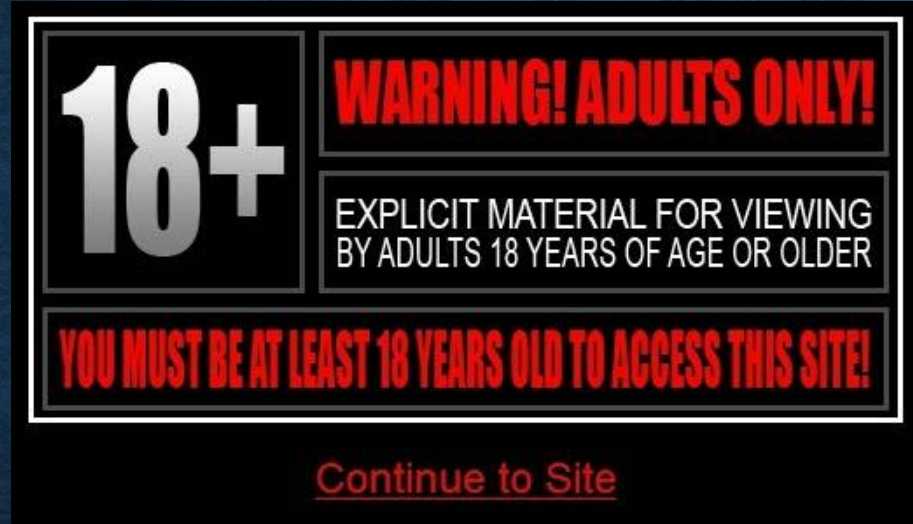 18+
WARNING! ADULTS ONLY!
EXPLICIT MATERIAL FOR VIEWING
BY ADULTS 18 YEARS OF AGE OR OLDER
YOU MUST BE AT LEAST 18 YEARS OLD TO ACCESS THIS SITE!
Continue to Site